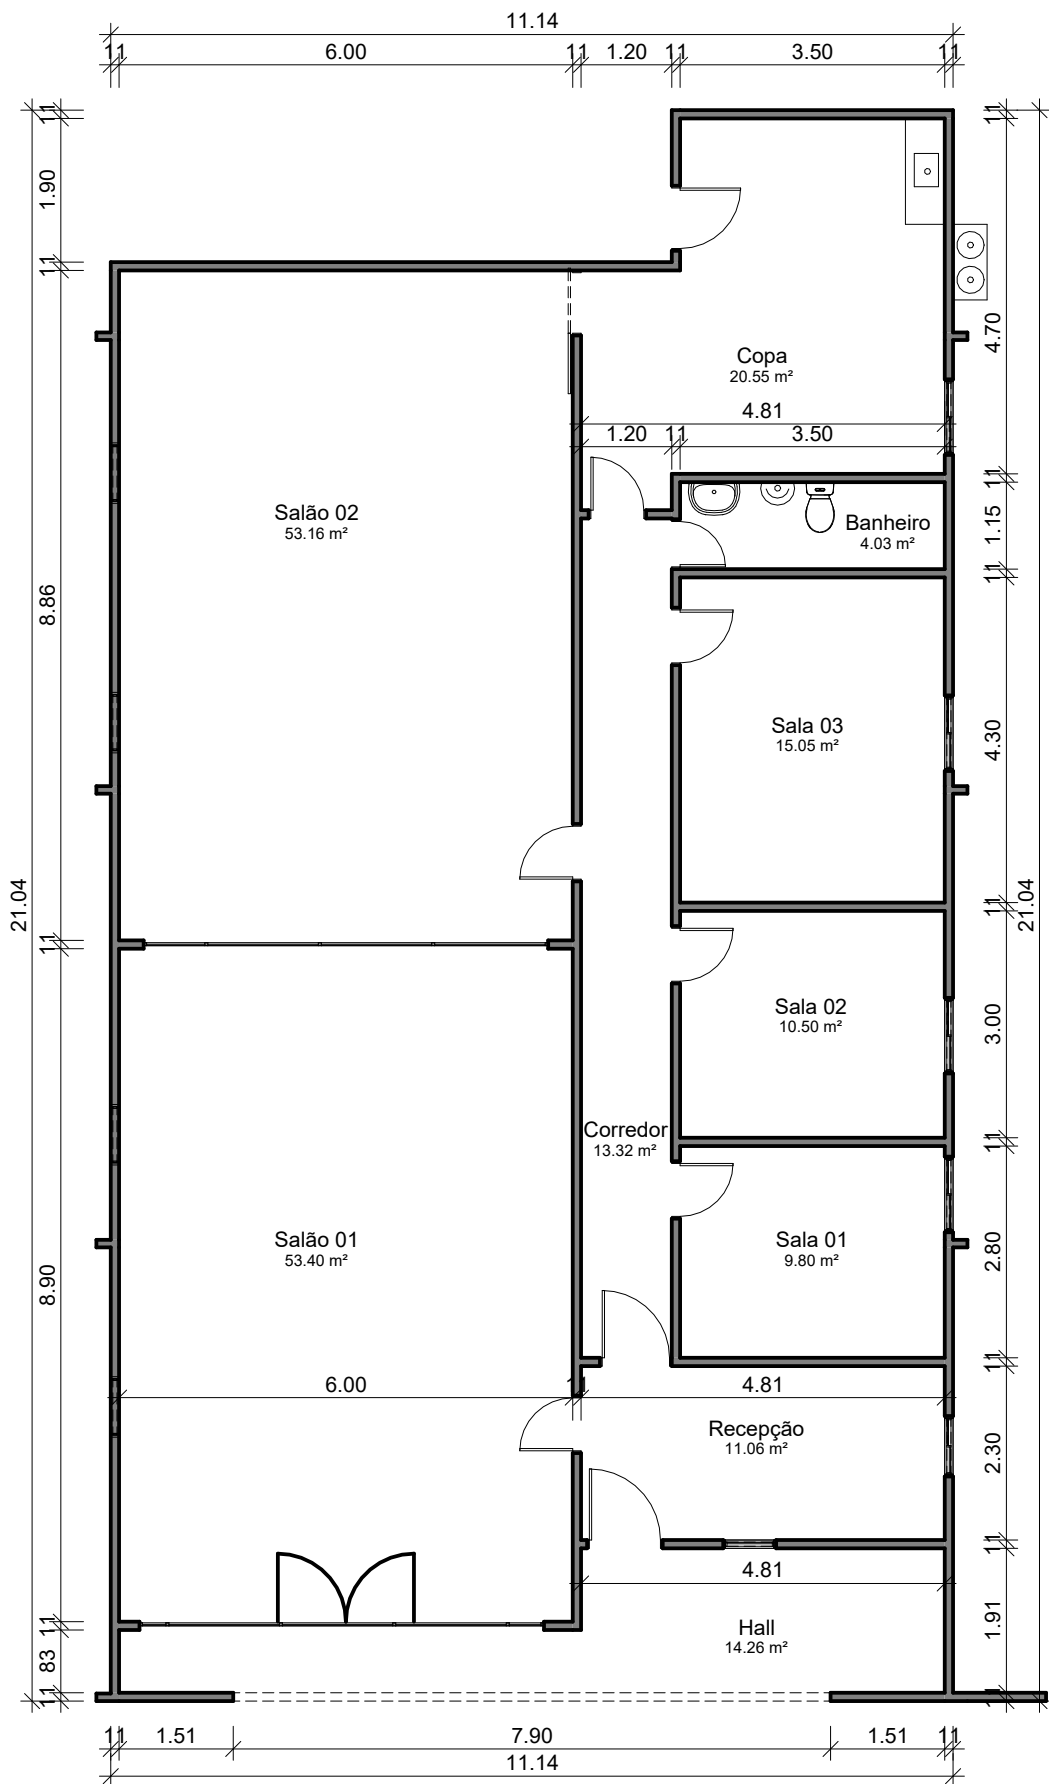 11.14
11 6.00 11 1.20 11 3.50 11
11
1.90
11
8.86
11
8.90
11
83
11
21.04
11
4.70
11
1.15
11
4.30
11
3.00
11
2.80
11
2.30
11
1.91
11
21.04
Copa
20.55 m²
4.81
1.20 11 3.50
Salão 02
53.16 m²
Banheiro
4.03 m²
Sala 03
15.05 m²
Sala 02
10.50 m²
Corredor
13.32 m²
Salão 01
53.40 m²
Sala 01
9.80 m²
6.00 11 4.81
Recepção
11.06 m²
4.81
Hall
14.26 m²
11 1.51 7.90 1.51 11
11.14